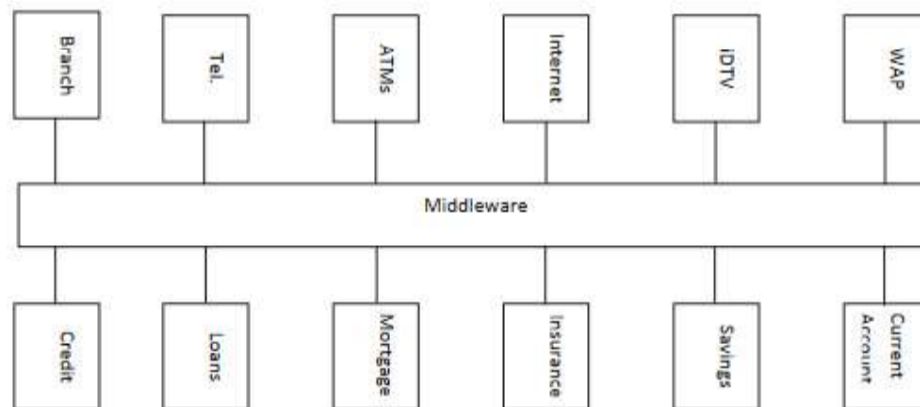 Branch
Tel.
ATMs
Internet
iDTV
WAP
Middleware
Credit
Loans
Mortgage
Insurance
Savings
Current
Account